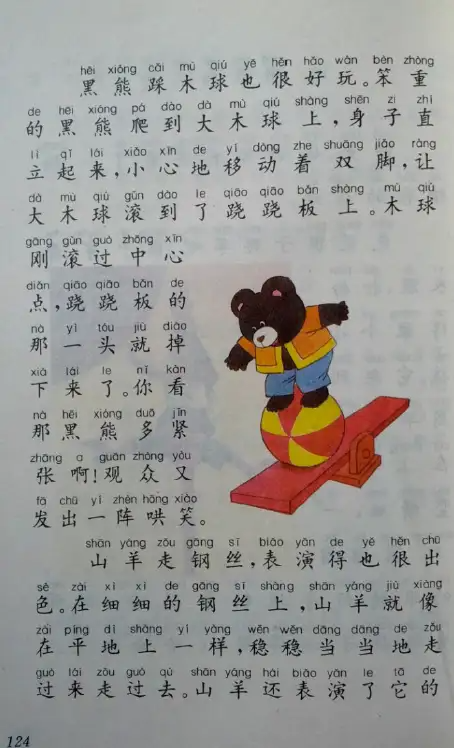 hēi xióng cǎi mù qiú yě hěn hǎo wán bèn zhòng
黑熊踩木球也很好玩。笨重
de hēi xióng pá dào dà mù qiú shàng shēn zi zhí
的黑熊爬到大木球上,身子直
lì qǐ lái xiǎo xīn de yí dòng zhe shuāng jiǎo ràng
立起来,小心地移动着双脚,让
dà mù qiú gǔn dào le qiāo qiāo bǎn shàng mù qiú
大木球滚到了跷跷板上。木球
gāng gǔn guò zhōng xīn
刚滚过中心
diǎn qiāo qiāo bǎn de
点,跷跷板的
nà yì tóu jiù diào
那一头就掉
xià lái le nǐ kàn
下来了。你看
nà hēi xióng duō jǐn
那黑熊多紧
zhāng a guān zhòng yòu
张啊!观众又
fā chū yí zhèn hōng xiào
发出一阵哄笑。
shān yáng zǒu gāng sī biǎo yǎn de yě hěn chū
山羊走钢丝,表演得也很出
sè zài xì xì de gāng sī shàng shān yáng jiù xiàng
色。在细细的钢丝上,山羊就像
zài píng dì shàng yí yàng wěn wěn dāng dāng de zǒu
在平地上一样,稳稳当当地走
guò lái zǒu guò qù shān yáng hái biǎo yǎn le tā de
过来走过去。山羊还表演了它的
124